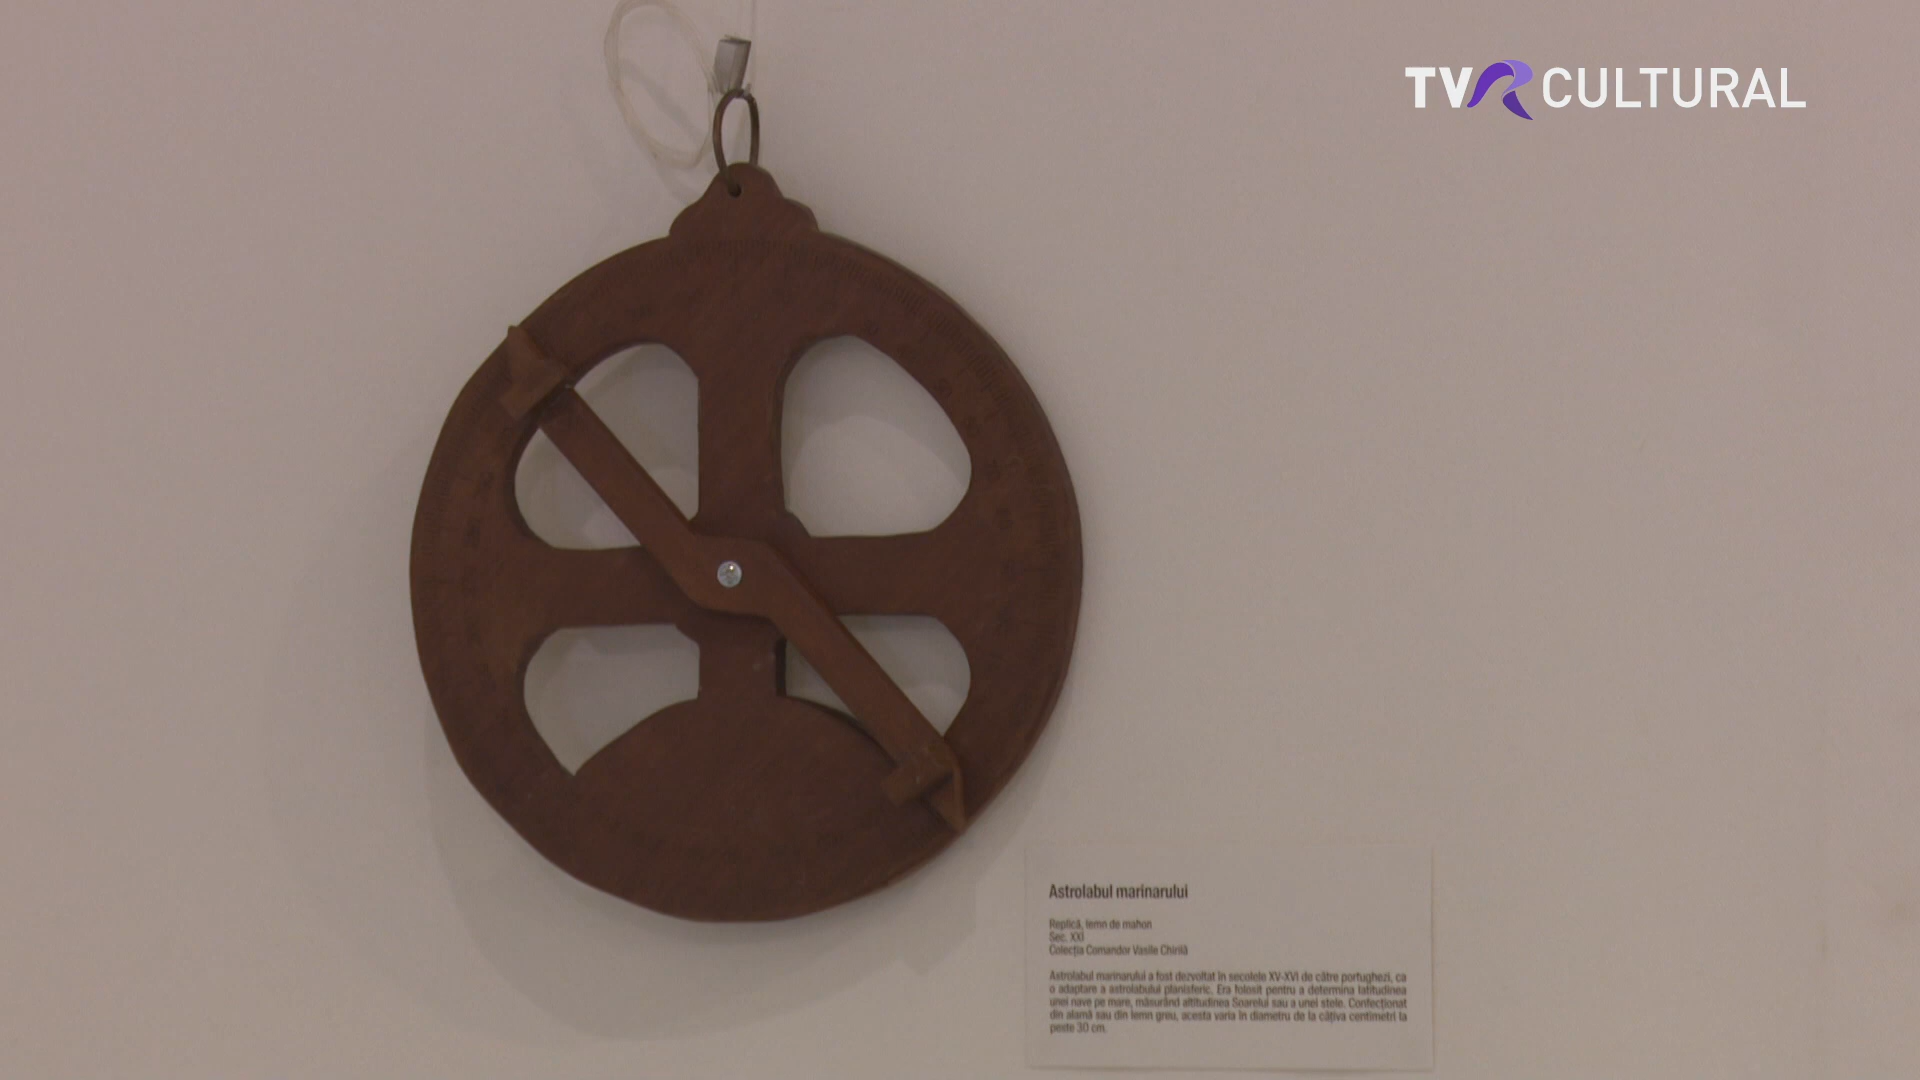 TVR CULTURAL
Astrolabul marinarului
Replică, lemn de mahon
Sec. XXI
Colecția Comandor Vasile Chirilă
Astrolabul marinarului a fost dezvoltat în secolele XV-XVI de către portughezi, ca
o adaptare a astrolabului planisferic. Era folosit pentru a determina latitudinea
unei nave pe mare, măsurând altitudinea Soarelui sau a unei stele. Confecționat
din alamă sau din lemn greu, acesta varia în diametru de la câțiva centimetri la
peste 30 cm.